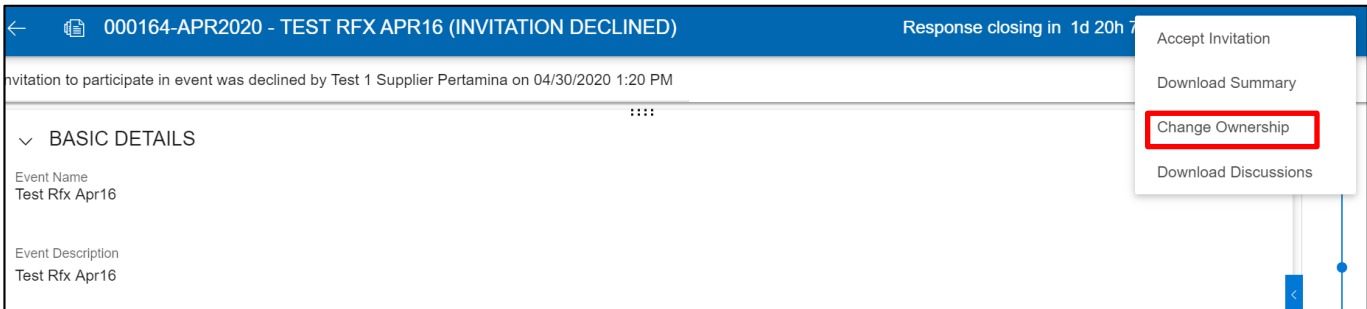 000164-APR2020 - TEST RFX APR16 (INVITATION DECLINED)
Response closing in 1d 20h 7
Accept Invitation
nvitation to participate in event was declined by Test 1 Supplier Pertamina on 04/30/2020 1:20 PM
Download Summary
Change Ownership
Download Discussions
BASIC DETAILS
Event Name
Test Rfx Apr16
Event Description
Test Rfx Apr16